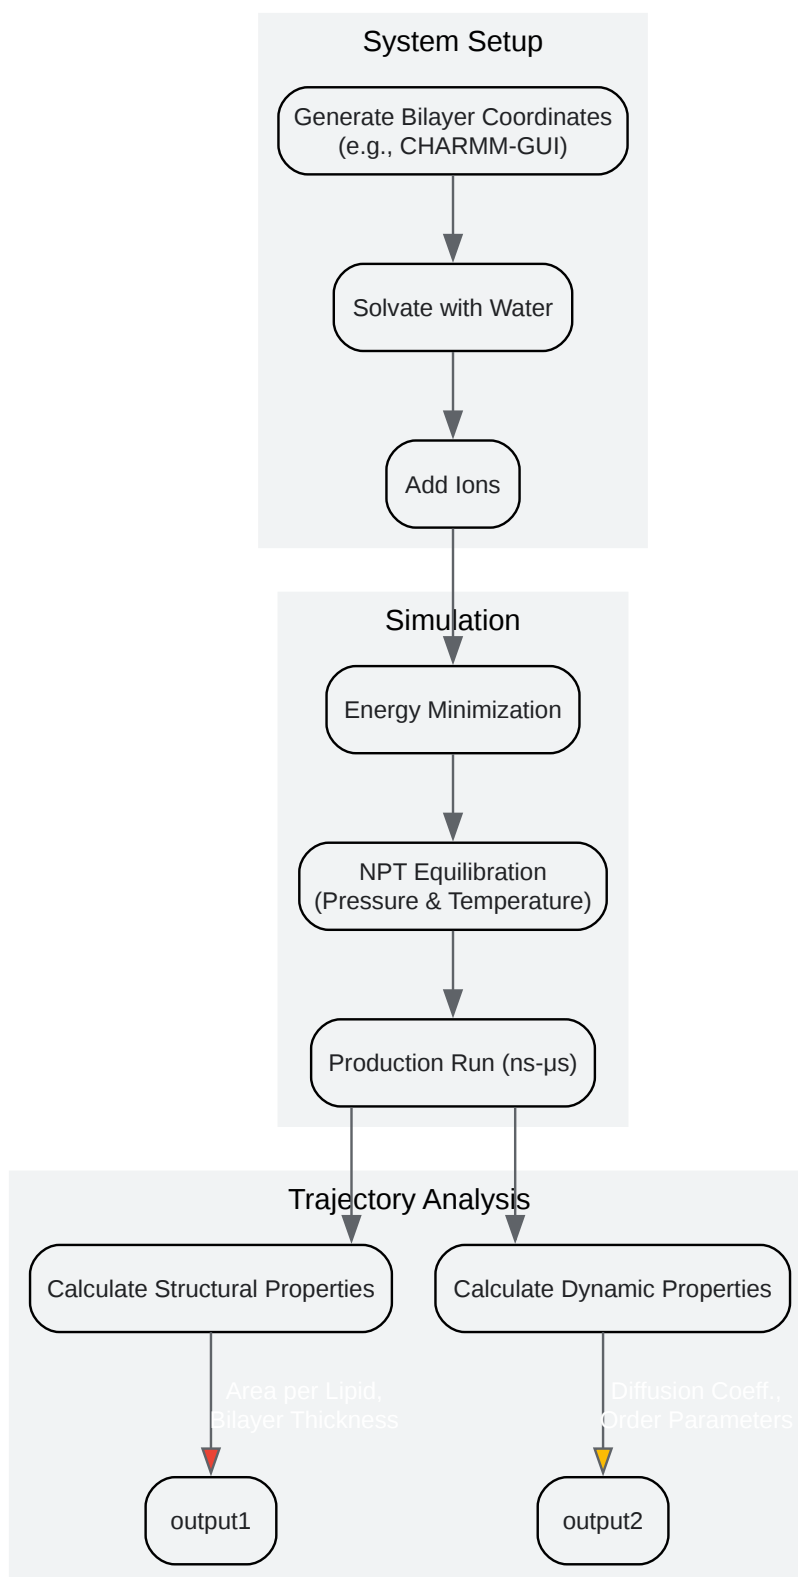 System Setup
Generate Bilayer Coordinates
(e.g., CHARMM-GUI)
Solvate with Water
Add Ions
Simulation
Energy Minimization
NPT Equilibration
(Pressure & Temperature)
Production Run (ns-μs)
Trajectory Analysis
Calculate Structural Properties
Calculate Dynamic Properties
Area per Lipid,
Bilayer Thickness
Diffusion Coeff.,
Order Parameters
output1
output2